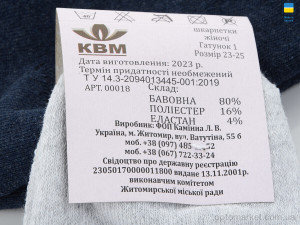 шкарпетки
жіночі
Гатунок 1
Розмір 23-25
КВМ
Дата виготовлення: 2023 р.
Термін придатності необмежений
Т У 14.3-2094013445-001:2019
АРТ. 00018 Склад:
БАВОВНА 80%
ПОЛІЕСТЕР 16%
ЕЛАСТАН 4%
Виробник: ФОП Камінна Л. В.
Україна, м. Житомир, вул. Ватутіна, 55 б
моб. +38 (097) 485
моб. +38 (067) 722-33-24
Свідоцтво про державну реєстрацію
23050170000011800 видане 13.11.2001р.
виконавчим комітетом
Житомирської міської ради